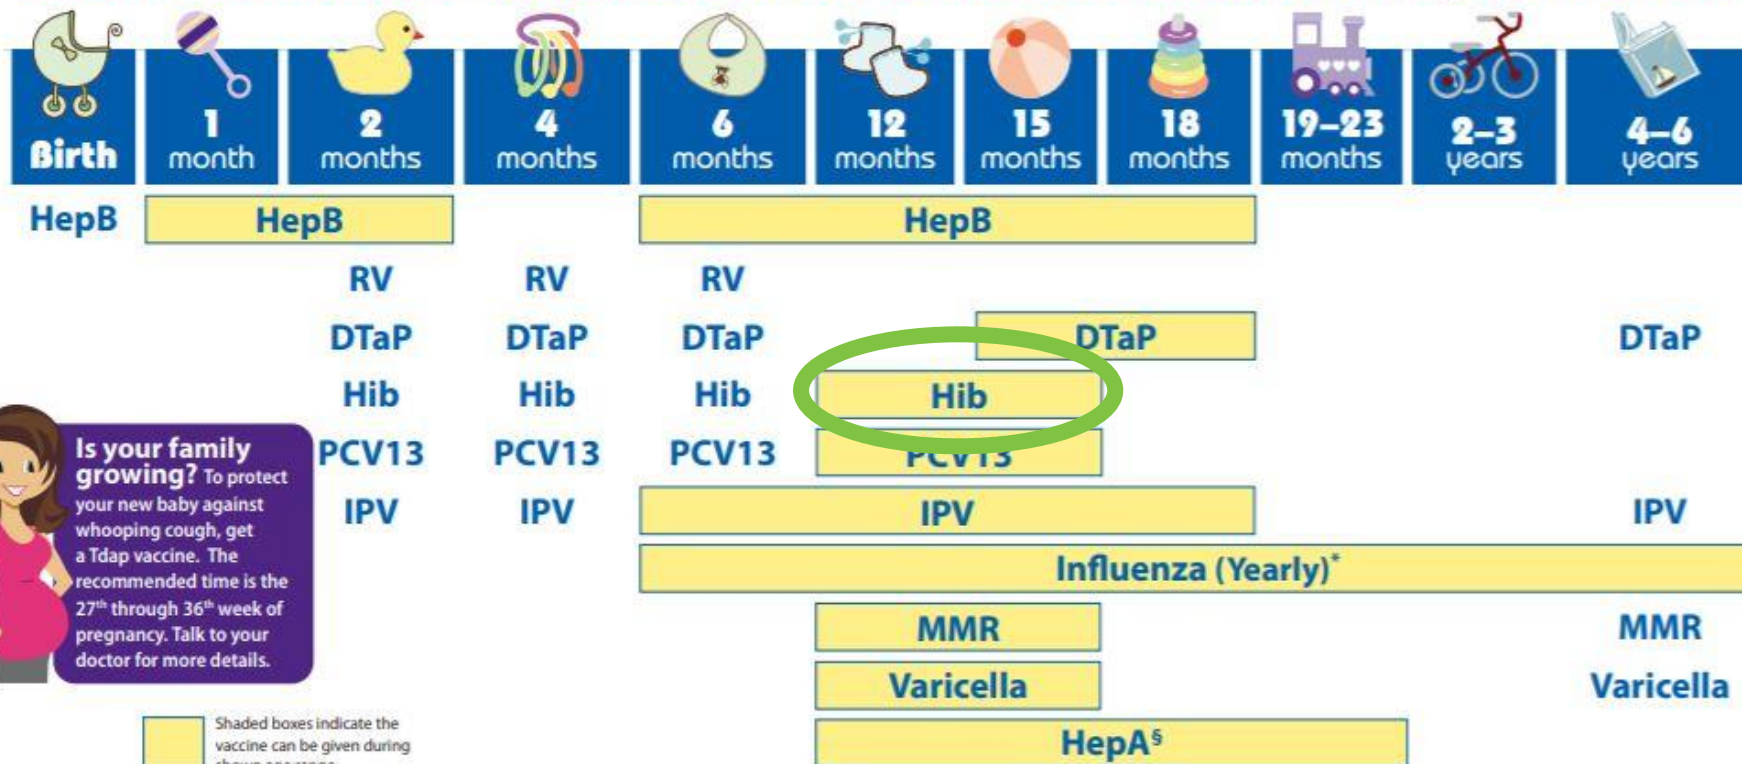 Birth
1 month
2 months
4 months
6 months
12 months
15 months
18 months
19–23 months
2–3 years
4–6 years
HepB HepB HepB
RV RV RV
DTaP DTaP DTaP DTaP DTaP
Hib Hib Hib Hib
PCV13 PCV13 PCV13 PCV13
IPV IPV IPV IPV
Influenza (Yearly)*
MMR MMR
Varicella Varicella
HepA§
Is your family
growing? To protect
your new baby against
whooping cough, get
a Tdap vaccine. The
recommended time is the
27th through 36th week of
pregnancy. Talk to your
doctor for more details.
Shaded boxes indicate the
vaccine can be given during
shown age range